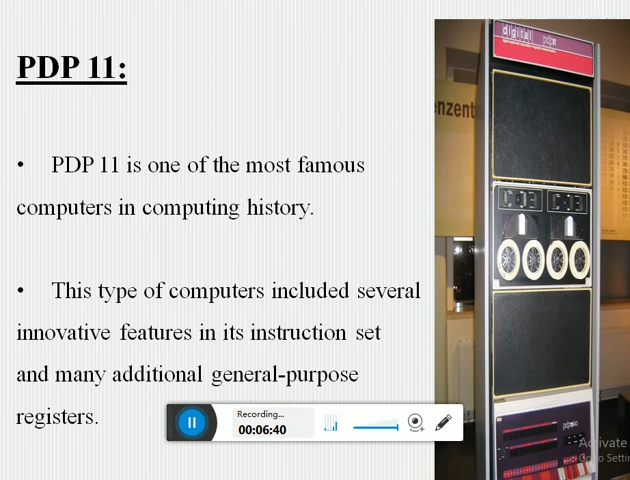 PDP 11:
• PDP 11 is one of the most famous
computers in computing history.
• This type of computers included several
innovative features in its instruction set
and many additional general-purpose
registers.
Recording...
00:06:40
digital pdp11
enzent
Activate
Go to Settin